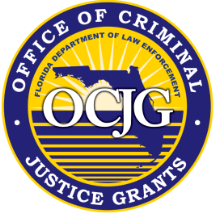 • OFFICE OF CRIMINAL •
FLORIDA DEPARTMENT OF LAW ENFORCEMENT
OCJG
JUSTICE GRANTS